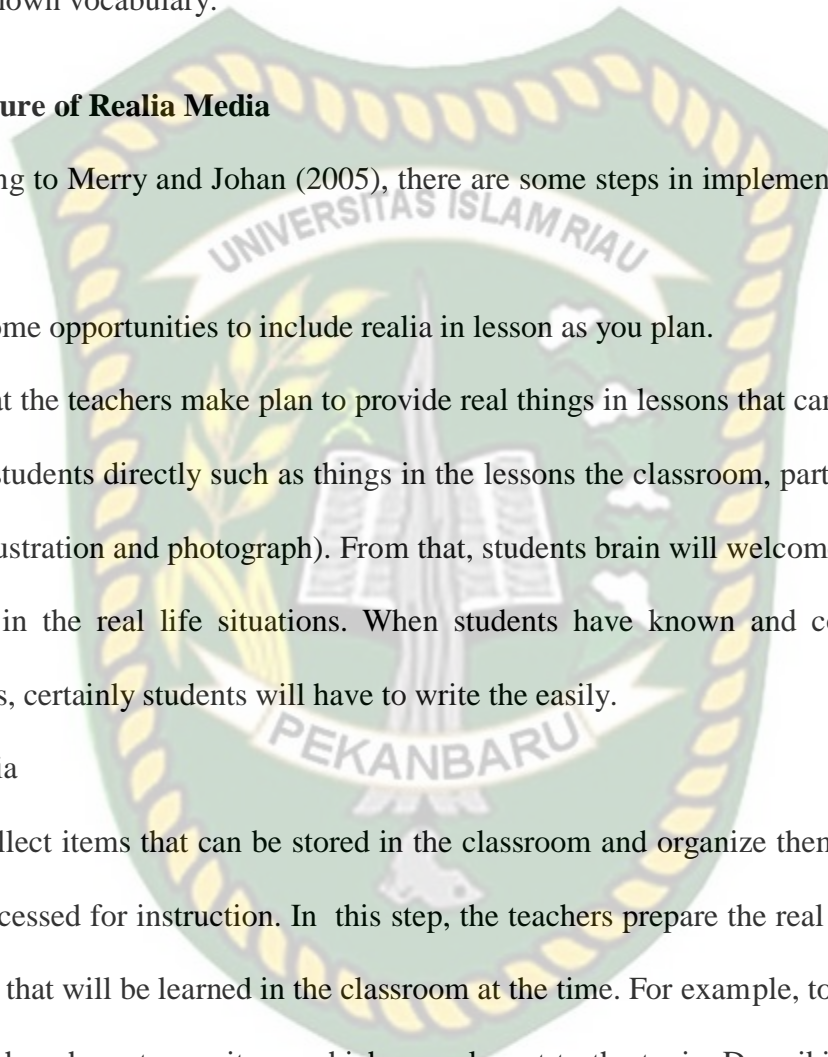 own vocabulary.
ure of Realia Media
ng to Merry and Johan (2005), there are some steps in implemen
UNIVERSITAS ISLAM RIAU
ome opportunities to include realia in lesson as you plan.
at the teachers make plan to provide real things in lessons that can
students directly such as things in the lessons the classroom, part
ustration and photograph). From that, students brain will welcom
in the real life situations. When students have known and co
s, certainly students will have to write the easily.
PEKANBARU
ia
llect items that can be stored in the classroom and organize them
cessed for instruction. In this step, the teachers prepare the real
that will be learned in the classroom at the time. For example, to